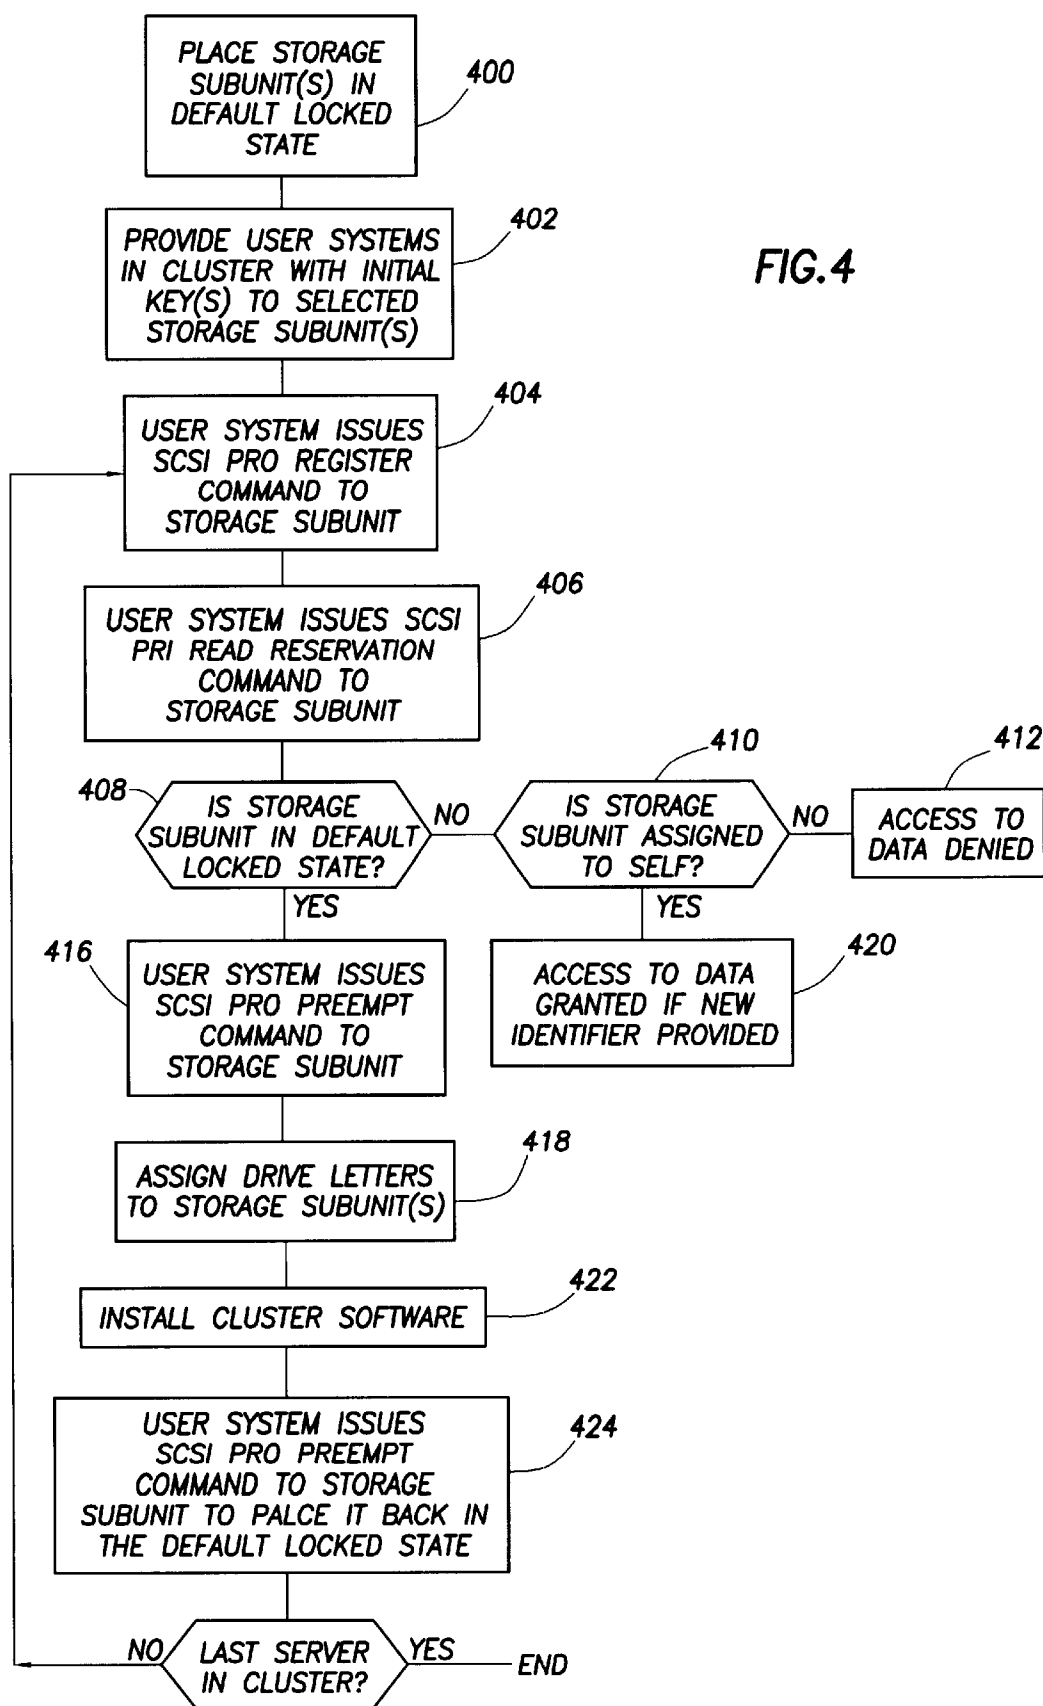 PLACE STORAGE
SUBUNIT(S) IN
DEFAULT LOCKED
STATE
400
PROVIDE USER SYSTEMS
IN CLUSTER WITH INITIAL
KEY(S) TO SELECTED
STORAGE SUBUNIT(S)
402
FIG.4
USER SYSTEM ISSUES
SCSI PRO REGISTER
COMMAND TO
STORAGE SUBUNIT
404
USER SYSTEM ISSUES SCSI
PRI READ RESERVATION
COMMAND TO
STORAGE SUBUNIT
406
408
IS STORAGE
SUBUNIT IN DEFAULT
LOCKED STATE?
NO
YES
410
IS STORAGE
SUBUNIT ASSIGNED
TO SELF?
NO
YES
412
ACCESS TO
DATA DENIED
416
USER SYSTEM ISSUES
SCSI PRO PREEMPT
COMMAND TO
STORAGE SUBUNIT
420
ACCESS TO DATA
GRANTED IF NEW
IDENTIFIER PROVIDED
418
ASSIGN DRIVE LETTERS
TO STORAGE SUBUNIT(S)
422
INSTALL CLUSTER SOFTWARE
424
USER SYSTEM ISSUES
SCSI PRO PREEMPT
COMMAND TO STORAGE
SUBUNIT TO PALCE IT BACK IN
THE DEFAULT LOCKED STATE
NO
LAST SERVER
IN CLUSTER?
YES
END